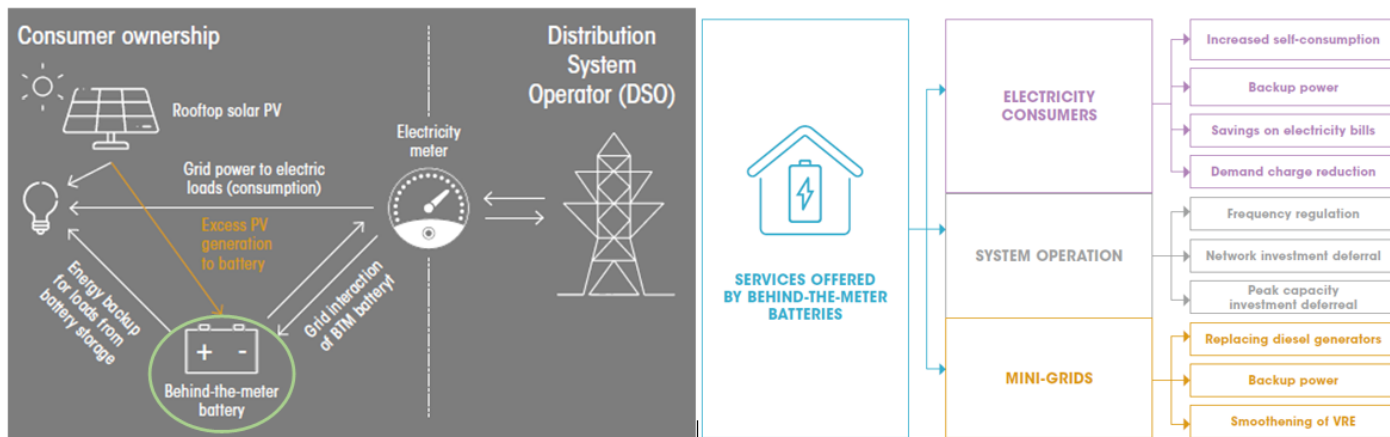 Consumer ownership
Distribution
System
Operator (DSO)
Rooftop solar PV
Electricity
meter
Grid power to electric
loads (consumption)
Excess PV
generation
to battery
Energy backup
for loads from
battery storage
Grid interaction
of BTM batteryt
+ -
Behind-the-meter
battery
SERVICES OFFERED
BY BEHIND-THE-METER
BATTERIES
ELECTRICITY
CONSUMERS
Increased self-consumption
Backup power
Savings on electricity bills
Demand charge reduction
SYSTEM OPERATION
Frequency regulation
Network investment deferral
Peak capacity
investment deferreal
MINI-GRIDS
Replacing diesel generators
Backup power
Smoothening of VRE